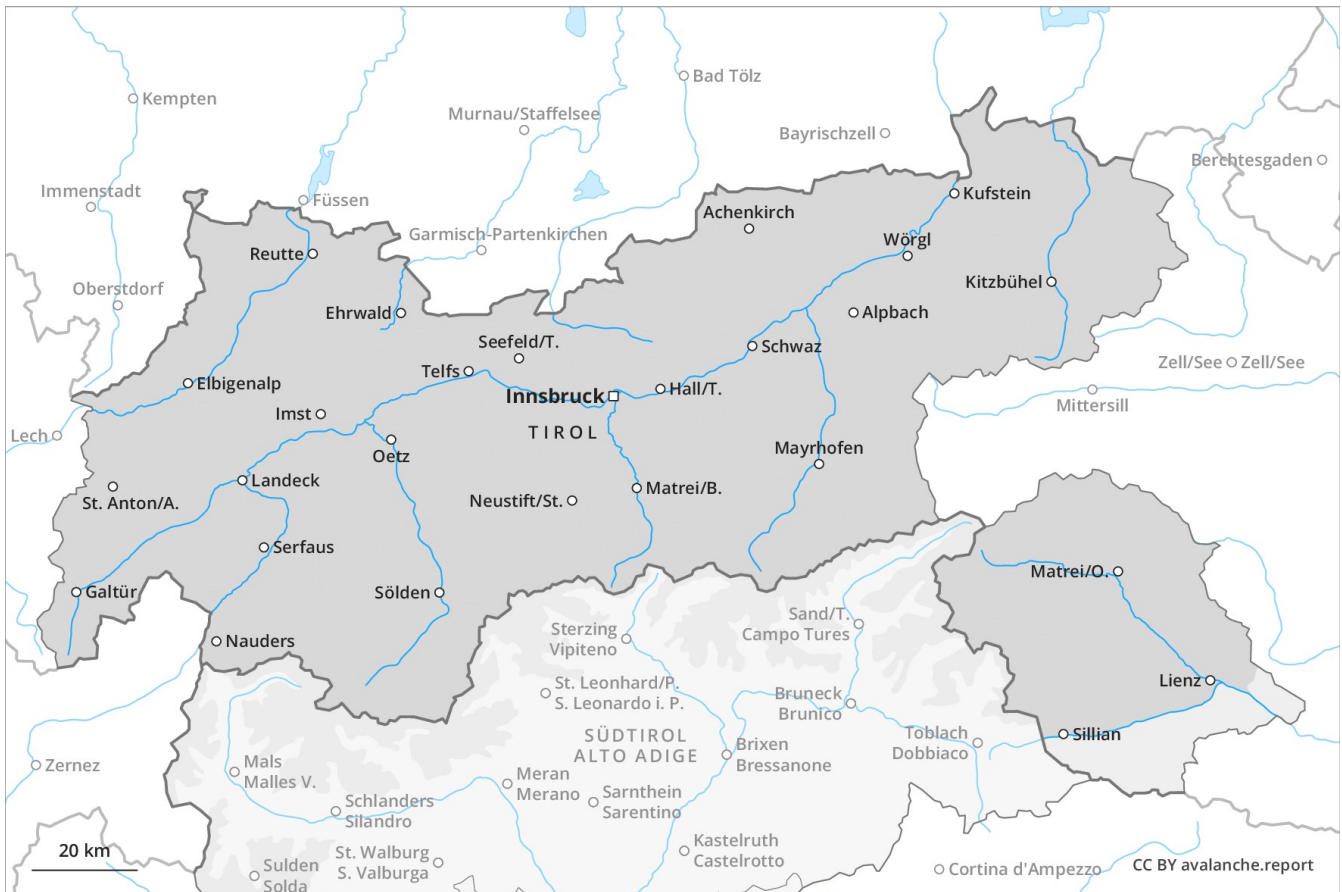 Kempten
Bad Tölz
Murnau/Staffelsee
Bayrischzell
Berchtesgaden
Immenstadt
Füssen
Kufstein
Achenkirch
Garmisch-Partenkirchen
Wörgl
Reutte
Kitzbühel
Oberstdorf
Ehrwald
Alpbach
Seefeld/T.
Schwaz
Telfs
Zell/See
Zell/See
Elbigenalp
Innsbruck
Hall/T.
Mittersill
Imst
TIROL
Lech
Oetz
Mayrhofen
Landeck
Matrei/B.
St. Anton/A.
Neustift/St.
Serfaus
Matrei/O.
Galtür
Sölden
Sand/T.
Campo Tures
Nauders
Sterzing
Vipiteno
Lienz
St. Leonhard/P.
S. Leonardo i. P.
Bruneck
Brunico
SÜDTIROL
ALTO ADIGE
Toblach
Dobbiaco
Sillian
Brixen
Bressanone
Zernez
Mals
Malles V.
Meran
Merano
Sarnthein
Sarentino
Schlanders
Silandro
Kastelruth
Castelrotto
20 km
St. Walburg
S. Valburga
Sulden
Solda
Cortina d'Ampezzo
CC BY avalanche.report